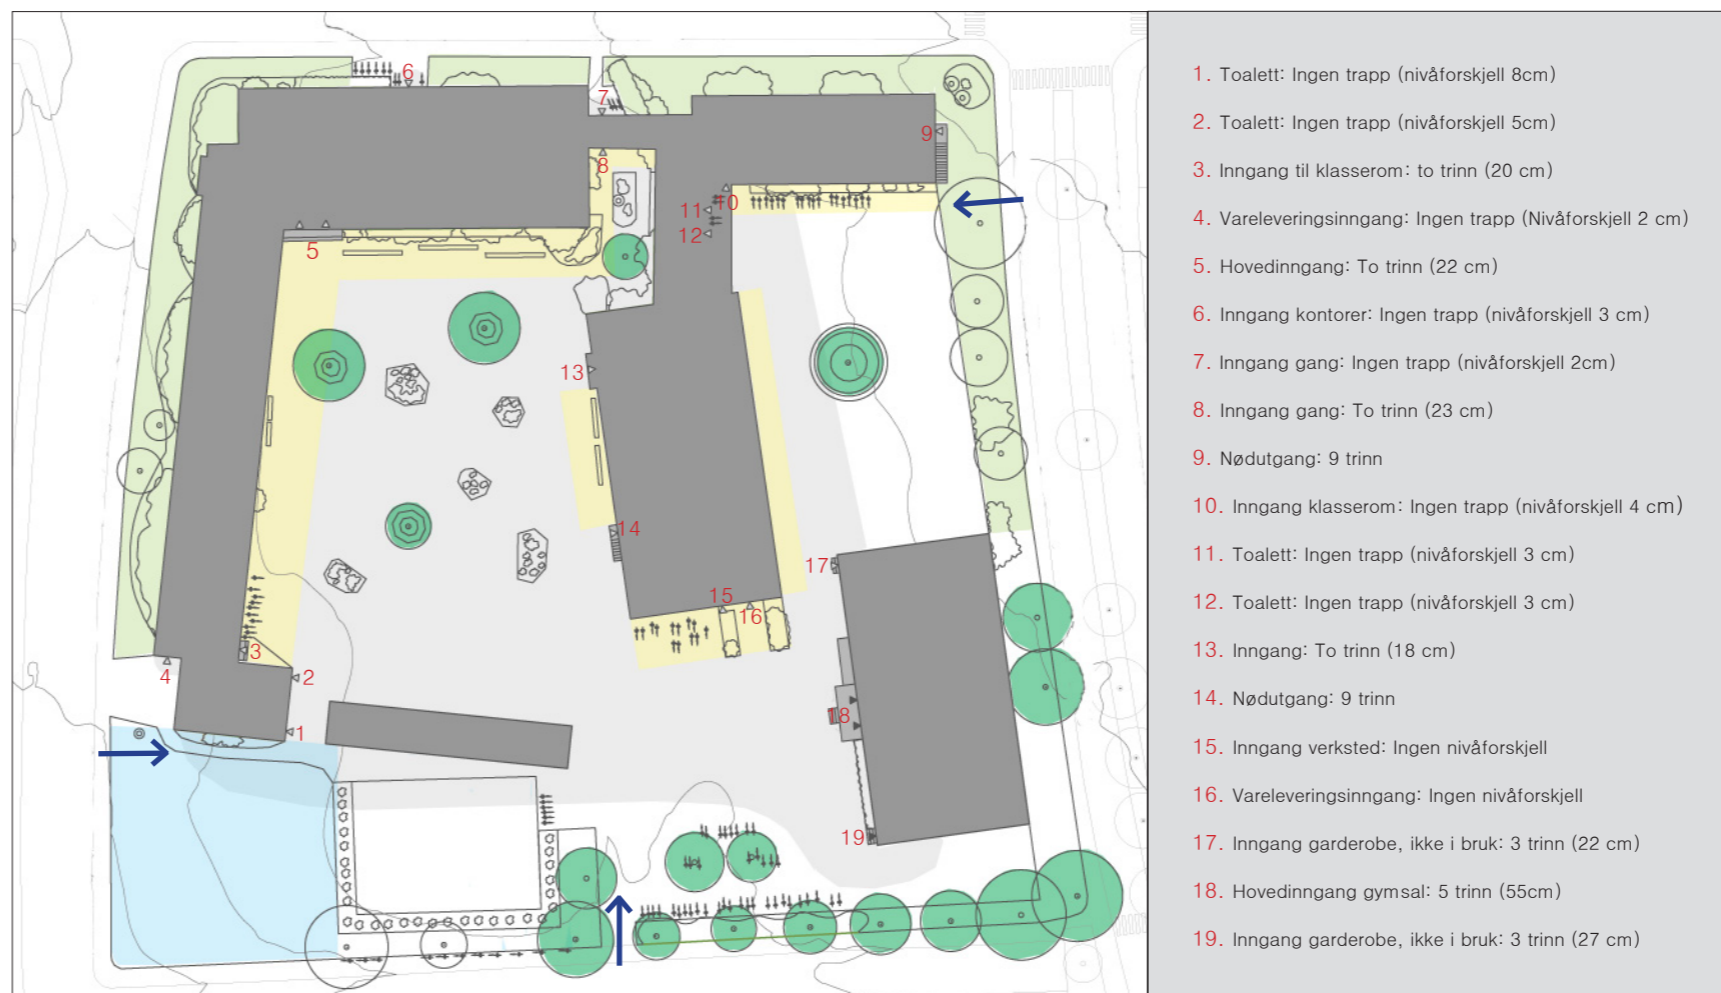 6
7
9
8
10
11
12
5
13
14
17
15
16
3
4
2
18
1
19
1. Toalett: Ingen trapp (nivåforskjell 8cm)
2. Toalett: Ingen trapp (nivåforskjell 5cm)
3. Inngang til klasserom: to trinn (20 cm)
4. Vareleveringsinngang: Ingen trapp (Nivåforskjell 2 cm)
5. Hovedinngang: To trinn (22 cm)
6. Inngang kontorer: Ingen trapp (nivåforskjell 3 cm)
7. Inngang gang: Ingen trapp (nivåforskjell 2cm)
8. Inngang gang: To trinn (23 cm)
9. Nødutgang: 9 trinn
10. Inngang klasserom: Ingen trapp (nivåforskjell 4 cm)
11. Toalett: Ingen trapp (nivåforskjell 3 cm)
12. Toalett: Ingen trapp (nivåforskjell 3 cm)
13. Inngang: To trinn (18 cm)
14. Nødutgang: 9 trinn
15. Inngang verksted: Ingen nivåforskjell
16. Vareleveringsinngang: Ingen nivåforskjell
17. Inngang garderobe, ikke i bruk: 3 trinn (22 cm)
18. Hovedinngang gymsal: 5 trinn (55cm)
19. Inngang garderobe, ikke i bruk: 3 trinn (27 cm)